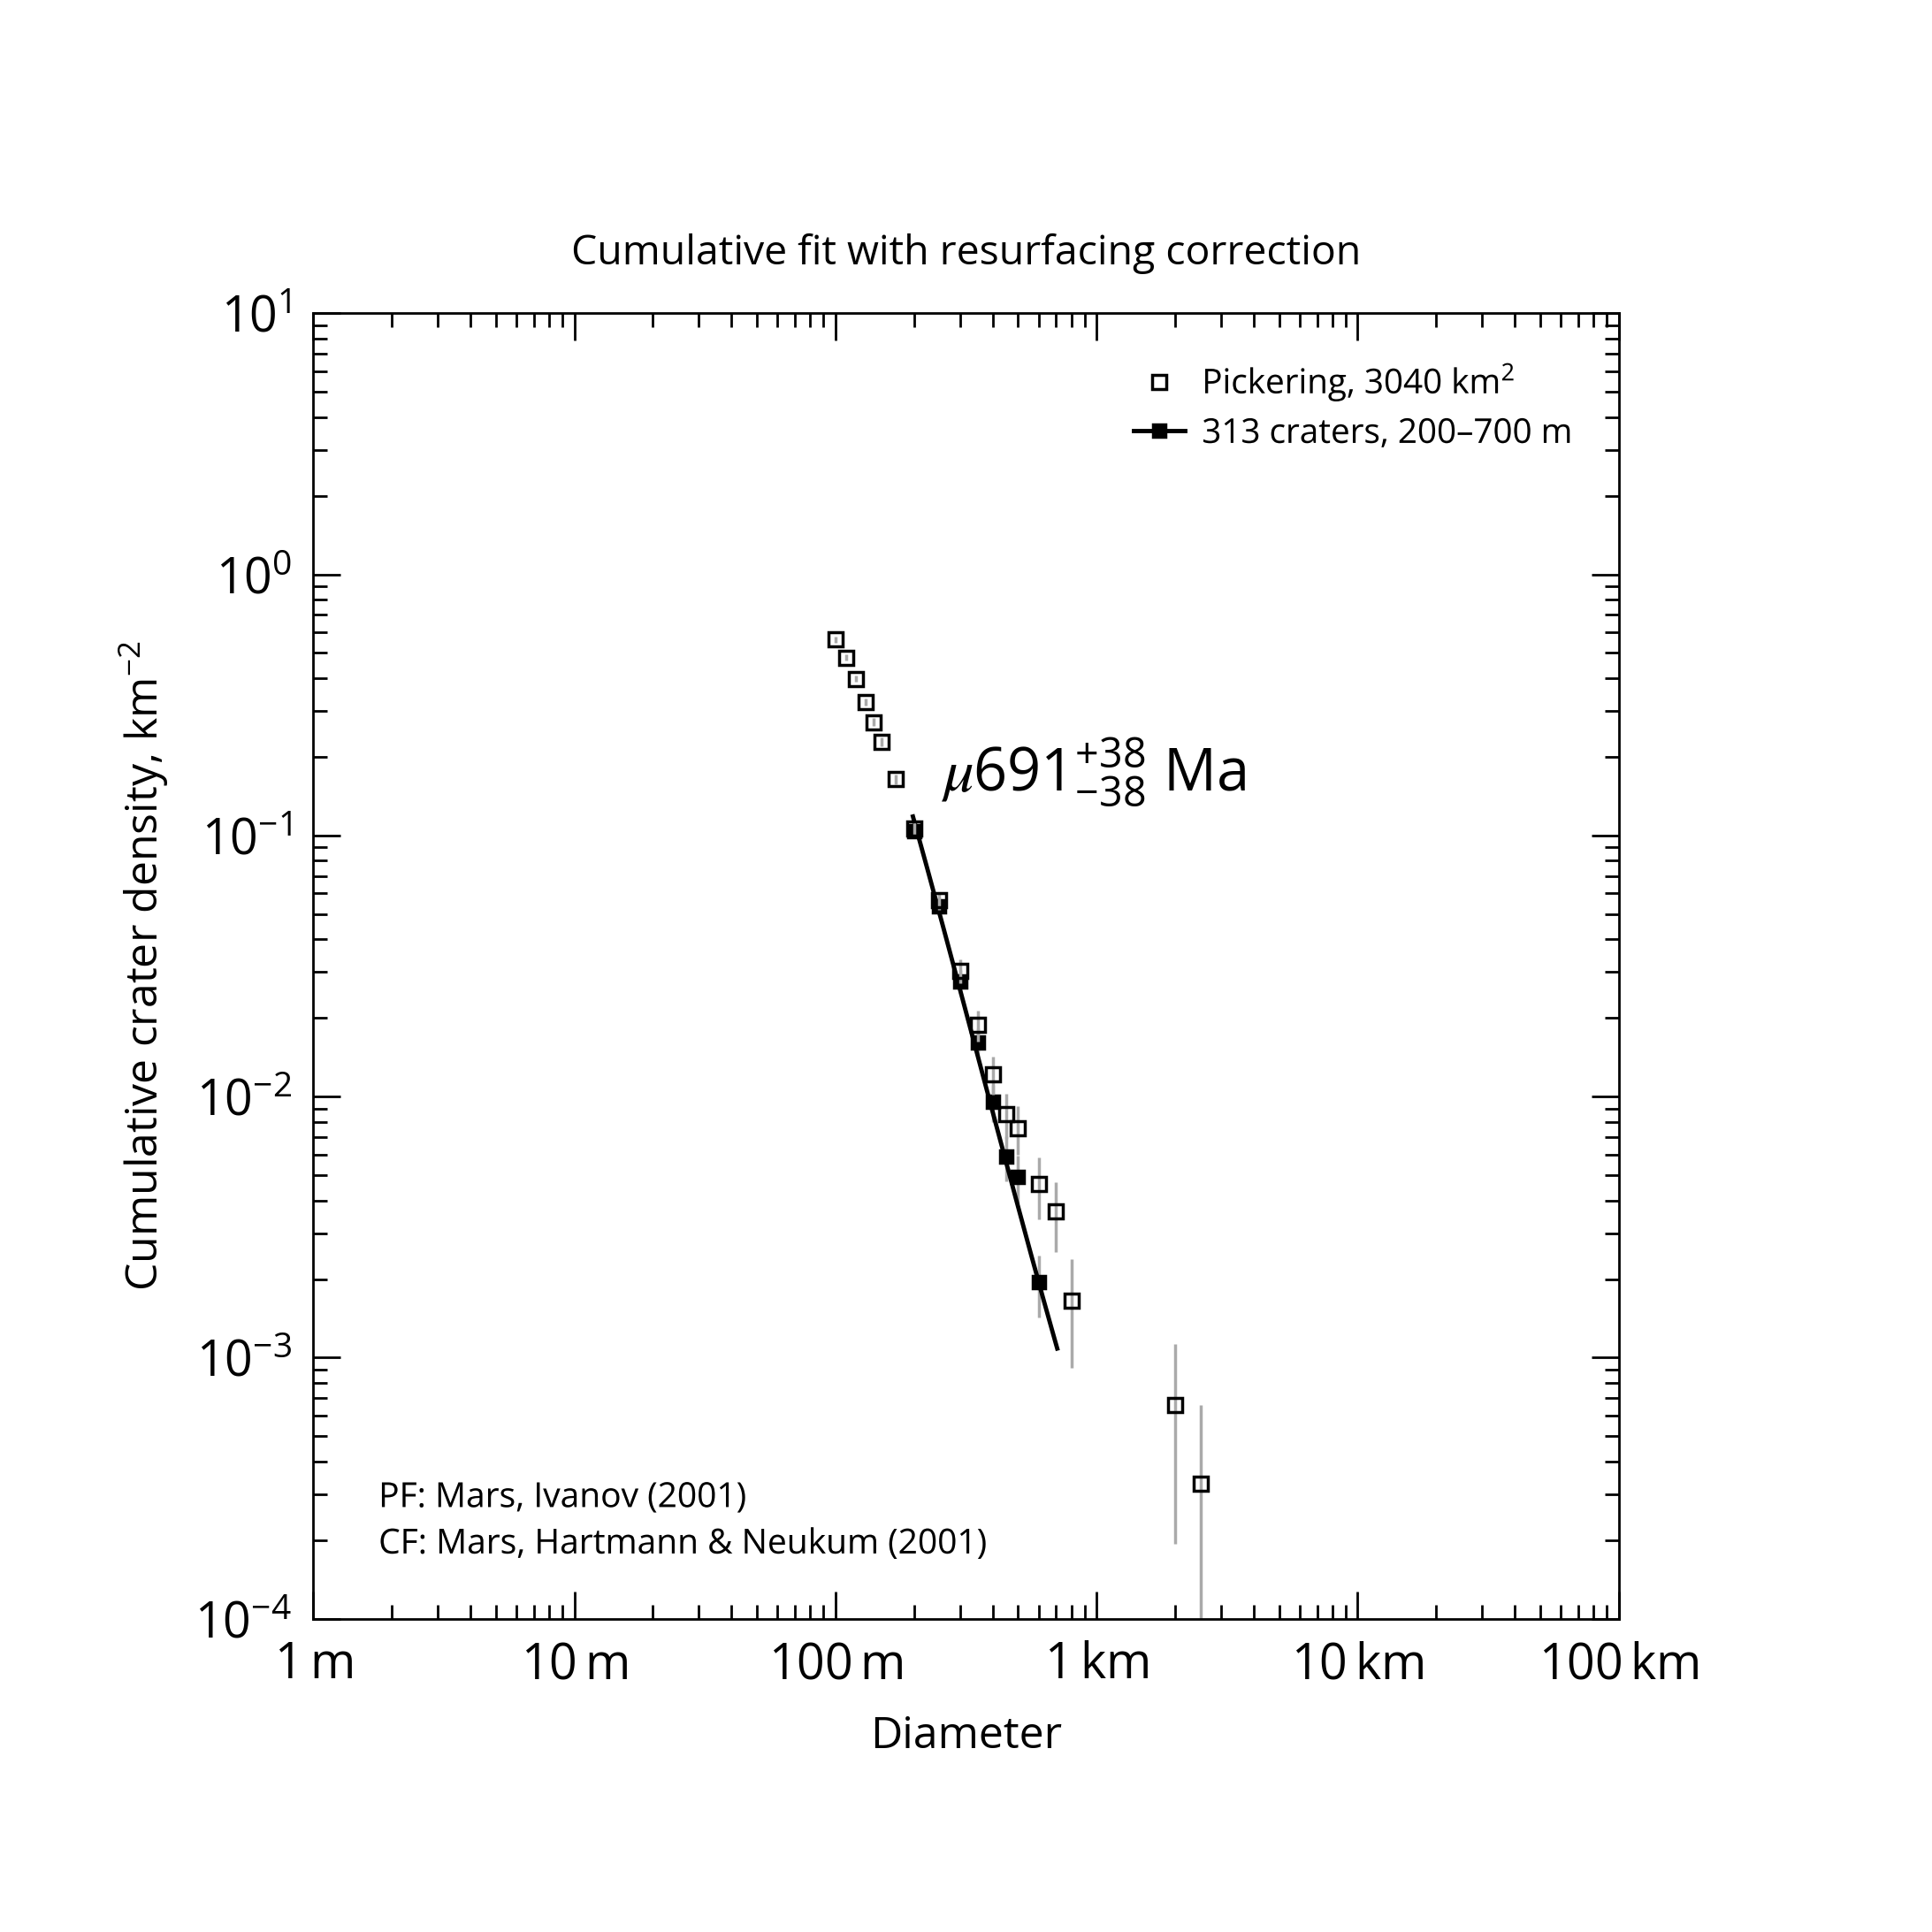 Cumulative fit with resurfacing correction
10¹
Pickering, 3040 km²
313 craters, 200–700 m
10⁰
μ691 +38 −38 Ma
10⁻¹
10⁻²
10⁻³
10⁻⁴
Cumulative crater density, km⁻²
PF: Mars, Ivanov (2001)
CF: Mars, Hartmann & Neukum (2001)
1 m 10 m 100 m 1 km 10 km 100 km
Diameter